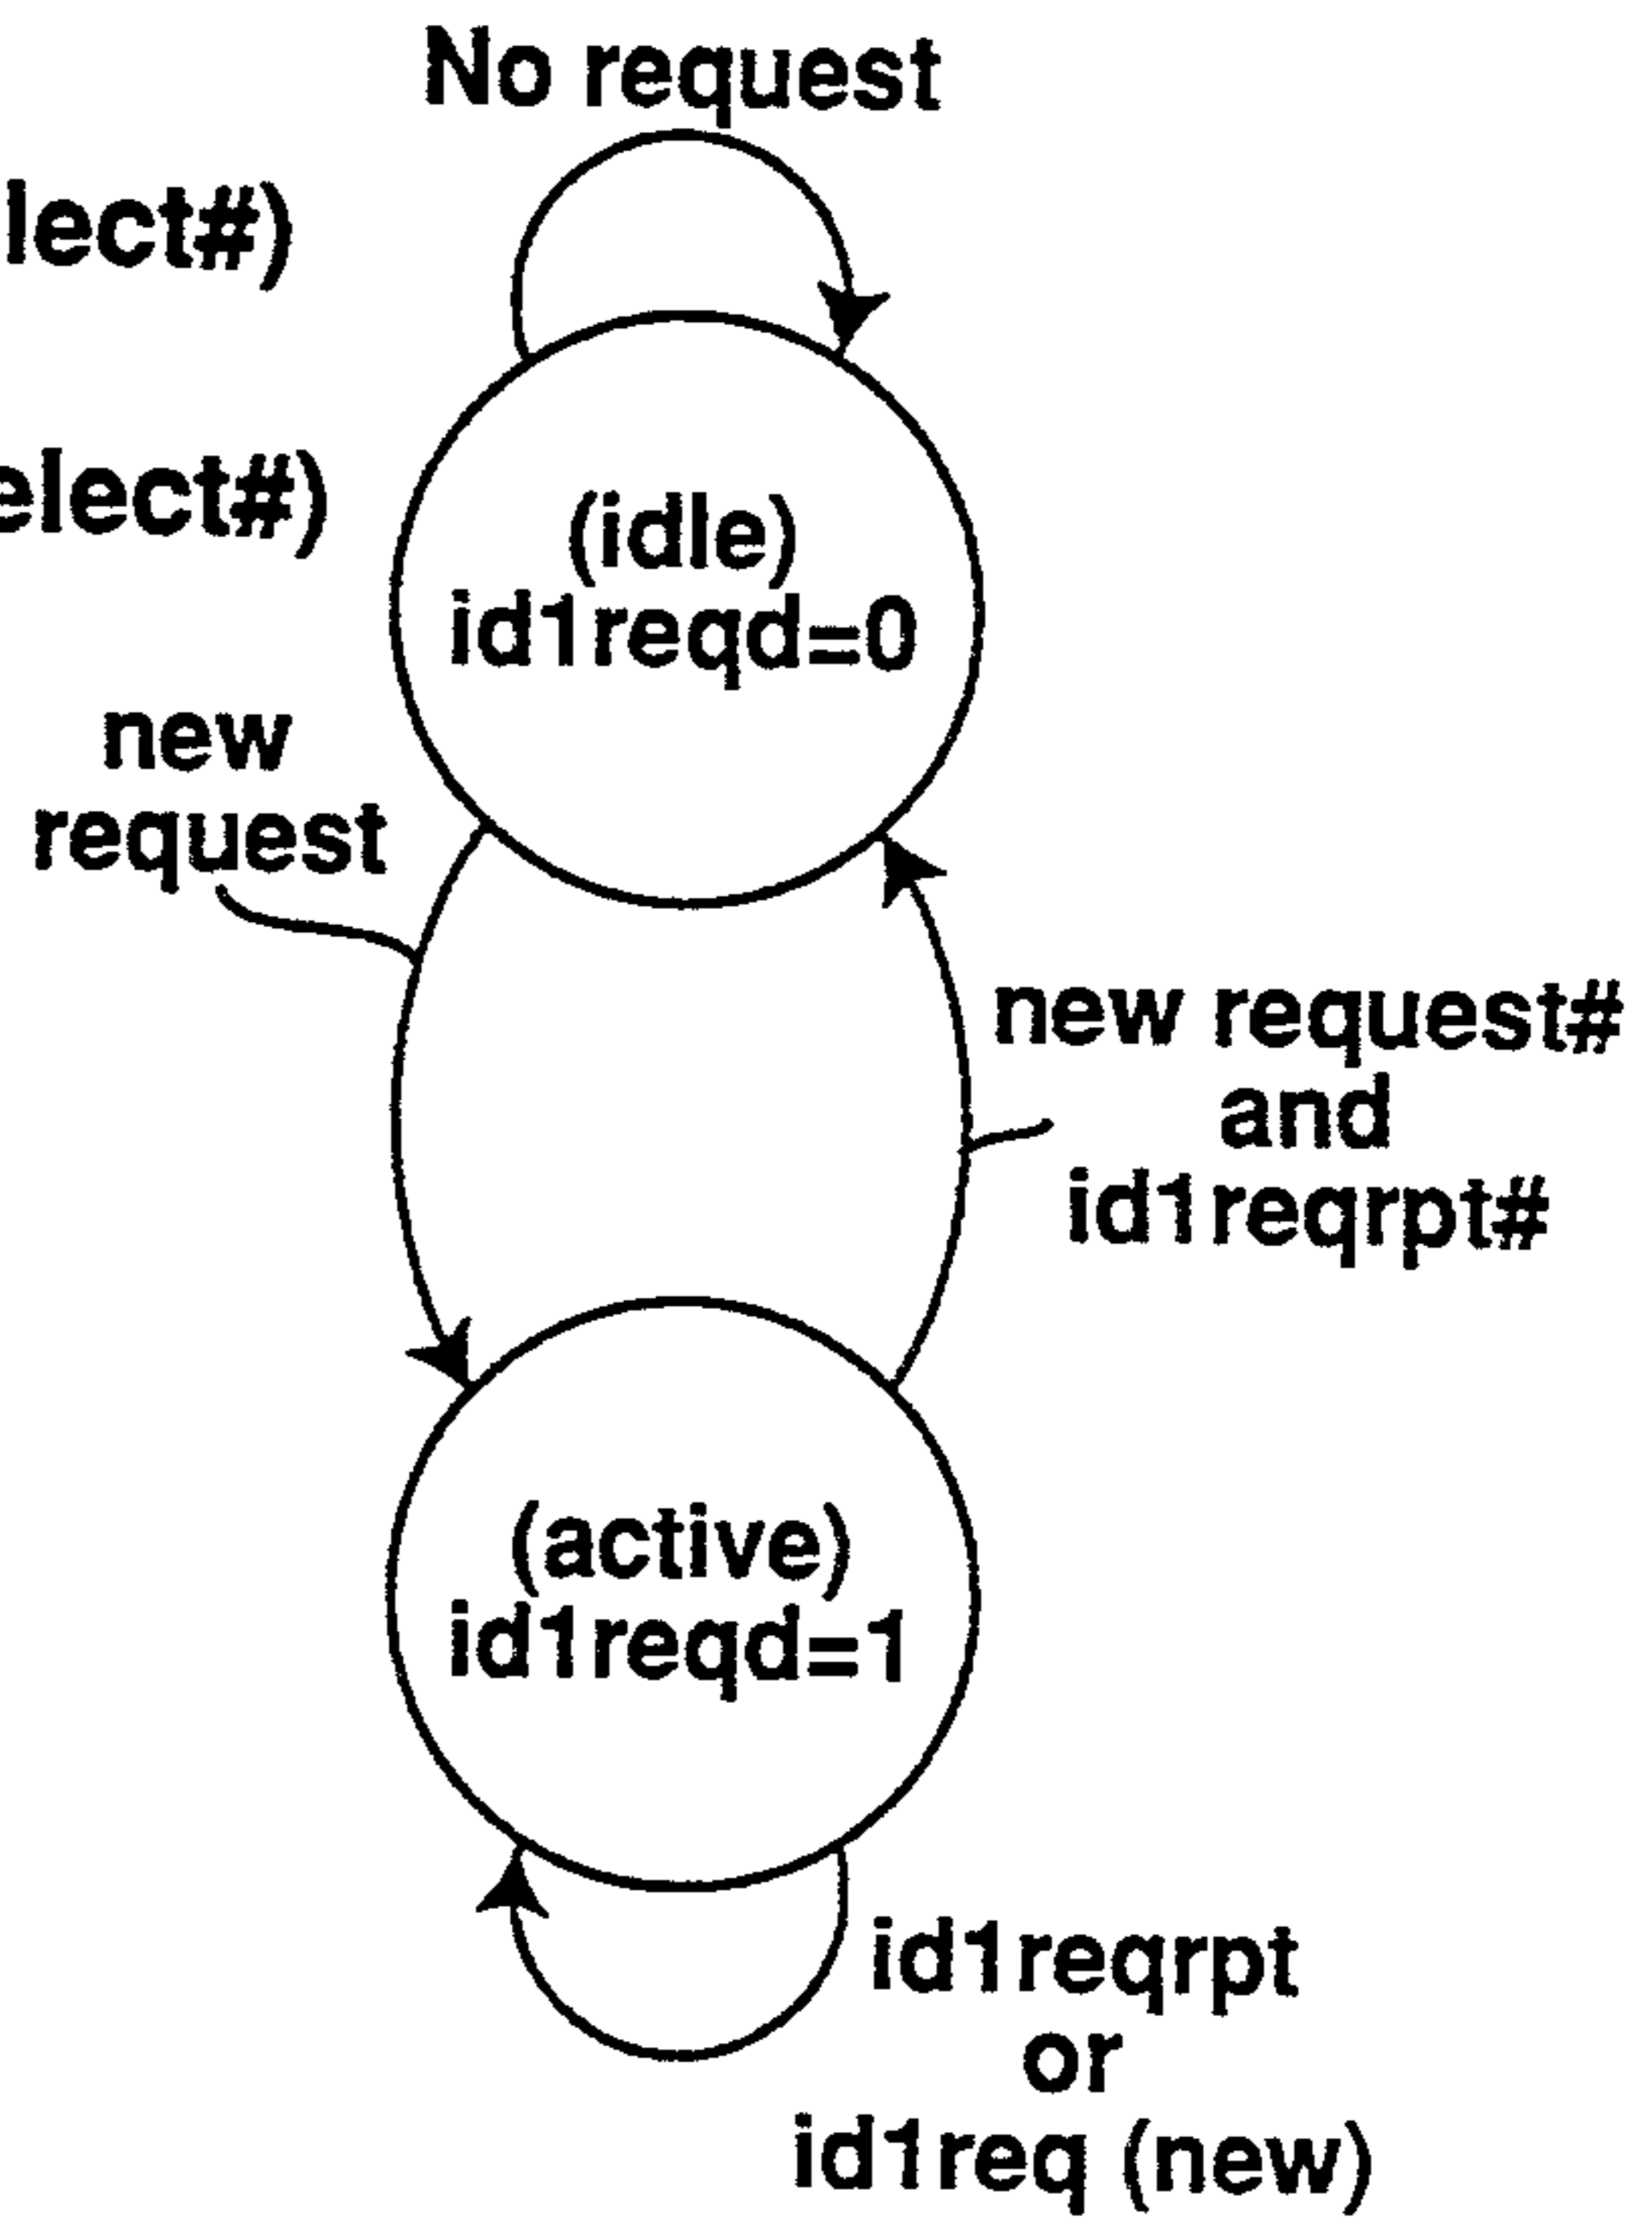 No request
lect#)
elect#)
(idle)
id1reqd=0
new
request
new request#
and
id1reqrpt#
(active)
id1reqd=1
id1reqrpt
or
id1req (new)